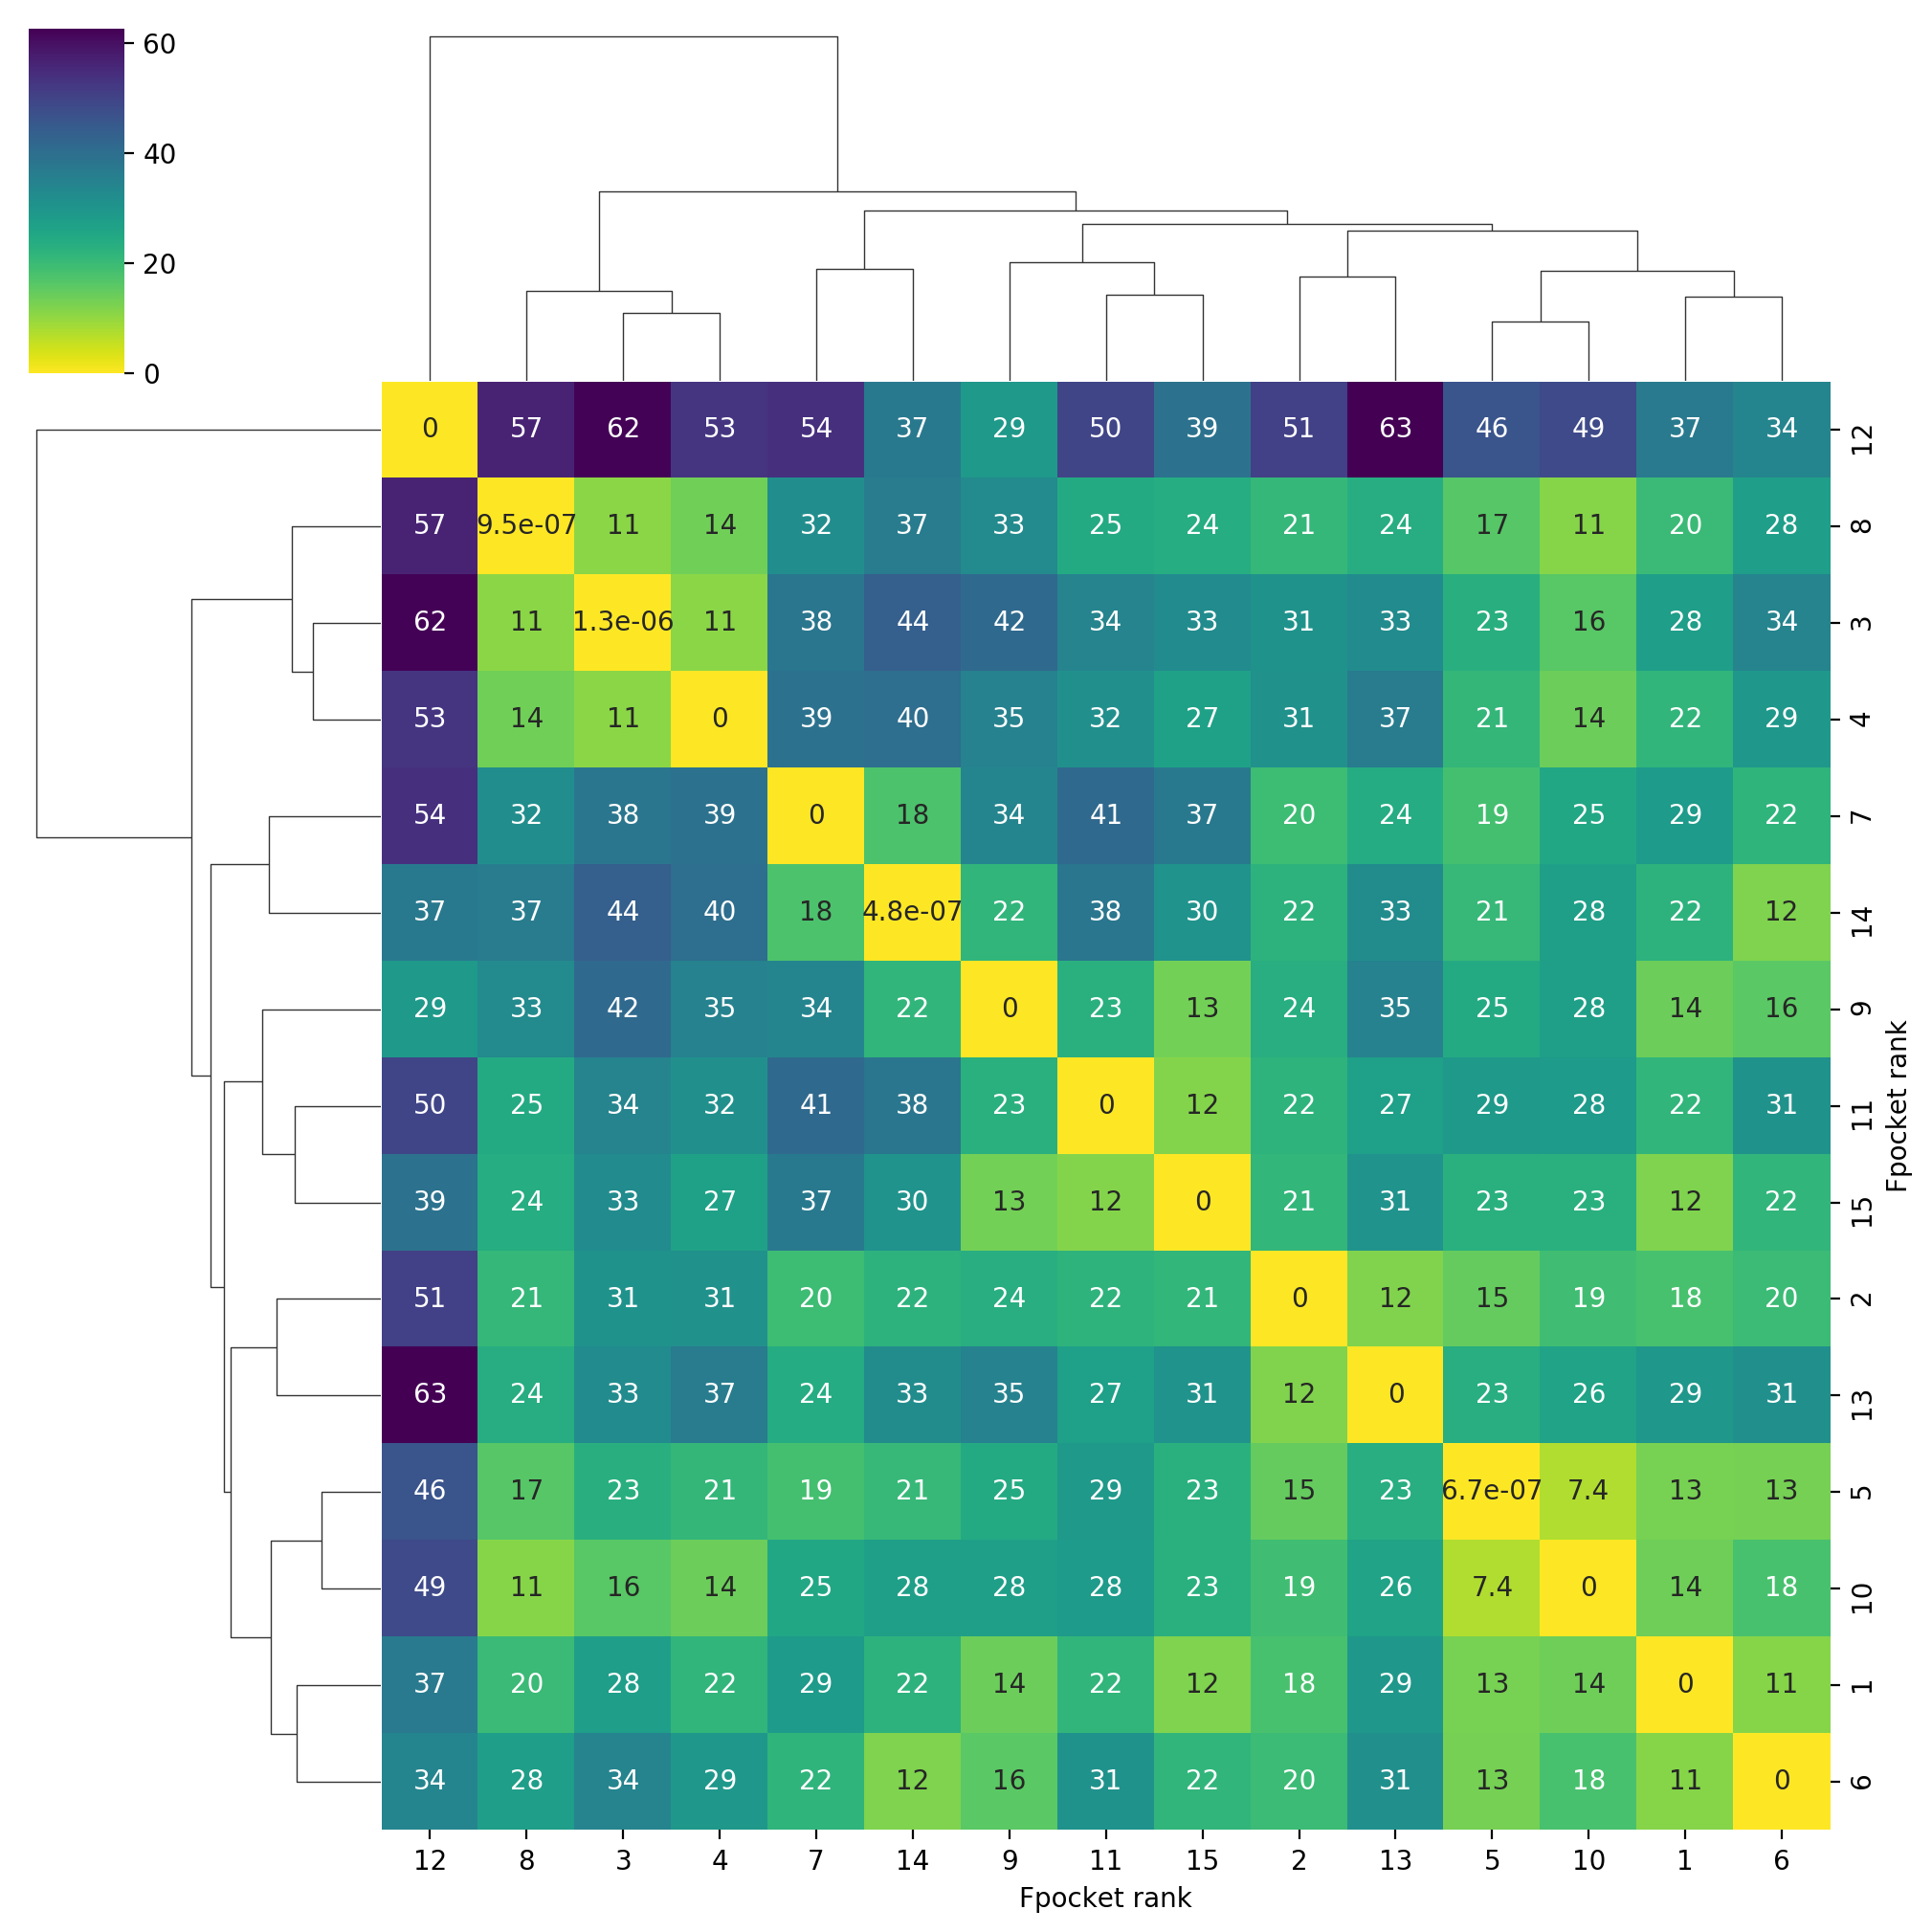 60
40
20
0
0 57 62 53 54 37 29 50 39 51 63 46 49 37 34 12
57 9.5e-07 11 14 32 37 33 25 24 21 24 17 11 20 28 8
62 11 1.3e-06 11 38 44 42 34 33 31 33 23 16 28 34 3
53 14 11 0 39 40 35 32 27 31 37 21 14 22 29 4
54 32 38 39 0 18 34 41 37 20 24 19 25 29 22 7
37 37 44 40 18 4.8e-07 22 38 30 22 33 21 28 22 12 14
29 33 42 35 34 22 0 23 13 24 35 25 28 14 16 9
50 25 34 32 41 38 23 0 12 22 27 29 28 22 31 11
39 24 33 27 37 30 13 12 0 21 31 23 23 12 22 15
51 21 31 31 20 22 24 22 21 0 12 15 19 18 20 2
63 24 33 37 24 33 35 27 31 12 0 23 26 29 31 13
46 17 23 21 19 21 25 29 23 15 23 6.7e-07 7.4 13 13 5
49 11 16 14 25 28 28 28 23 19 26 7.4 0 14 18 10
37 20 28 22 29 22 14 22 12 18 29 13 14 0 11 1
34 28 34 29 22 12 16 31 22 20 31 13 18 11 0 6
Fpocket rank
12 8 3 4 7 14 9 11 15 2 13 5 10 1 6
Fpocket rank